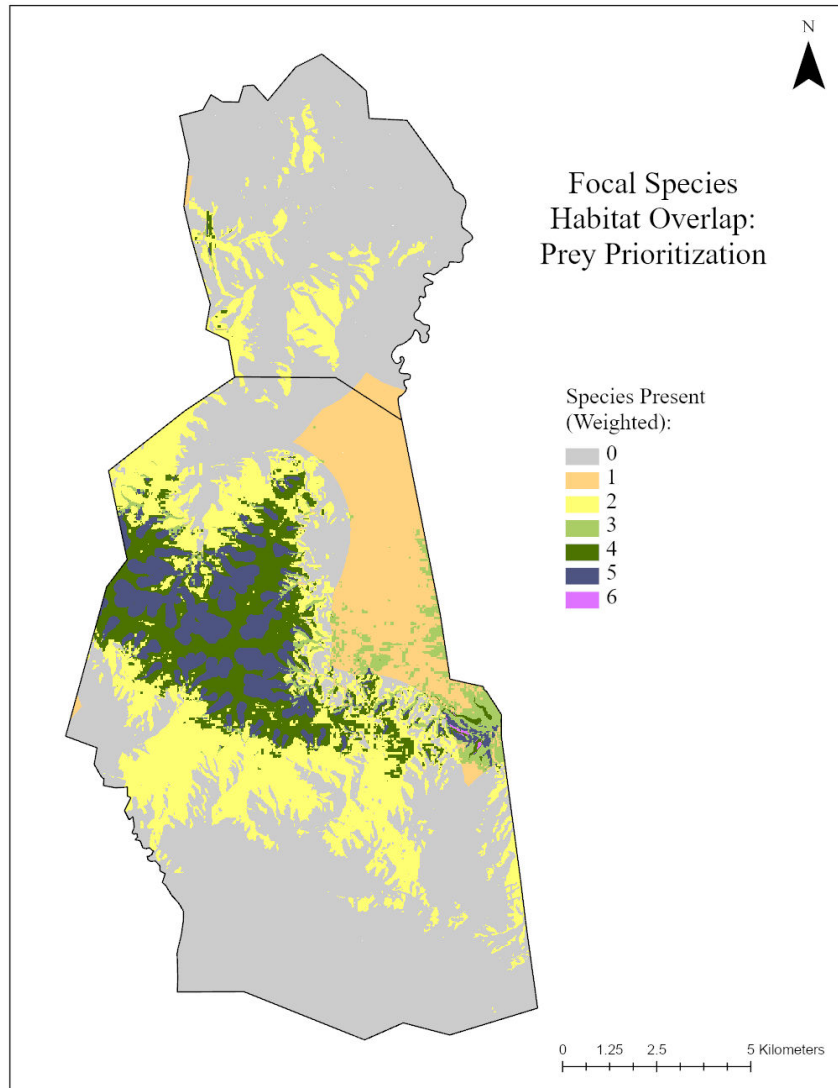 N
Focal Species
Habitat Overlap:
Prey Prioritization
Species Present
(Weighted):
0
1
2
3
4
5
6
0 1.25 2.5 5 Kilometers